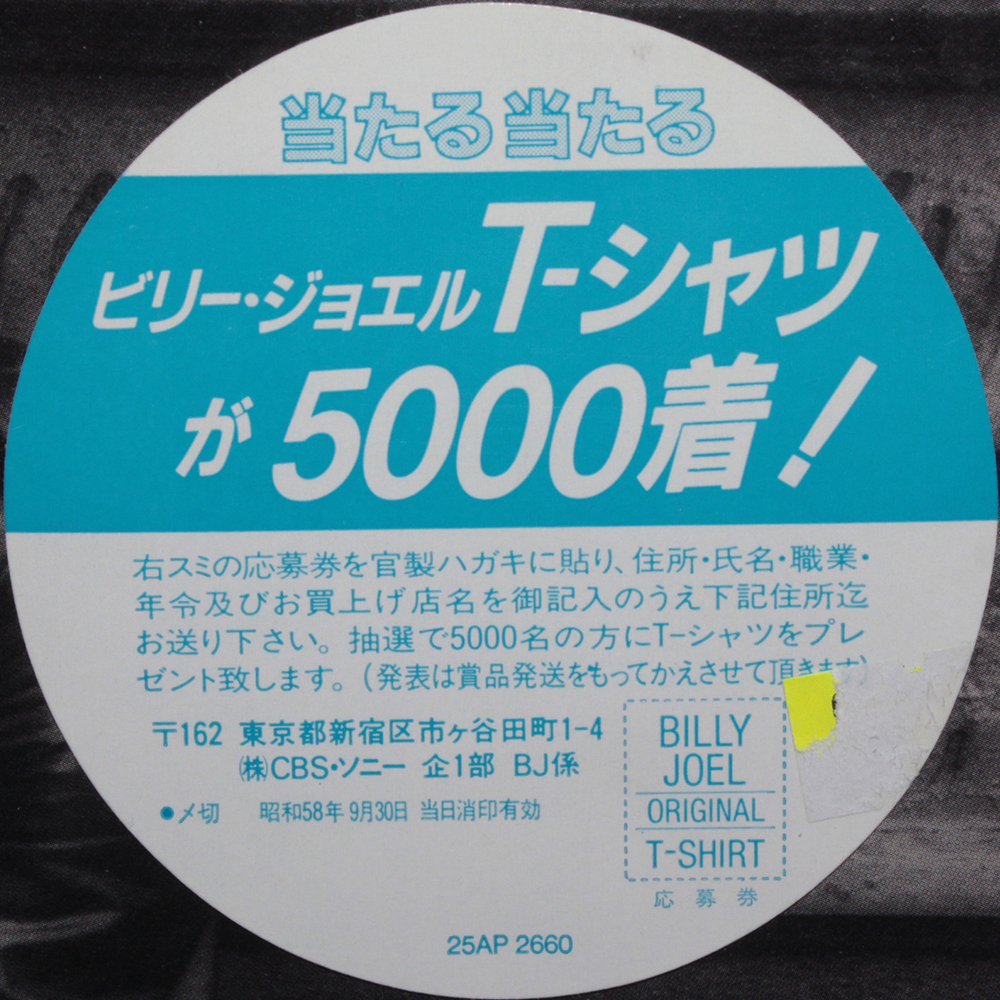 当たる当たる
ビリー・ジョエルT-シャツ
が5000着!
右スミの応募券を官製ハガキに貼り、住所・氏名・職業・
年令及びお買上げ店名を御記入のうえ下記住所迄
お送り下さい。抽選で5000名の方にT-シャツをプレ
ゼント致します。(発表は賞品発送をもってかえさせて頂きます)
〒162 東京都新宿区市ヶ谷田町1-4
㈱CBS・ソニー 企1部 BJ係
●〆切 昭和58年9月30日 当日消印有効
BILLY
JOEL
ORIGINAL
T-SHIRT
応募券
25AP 2660